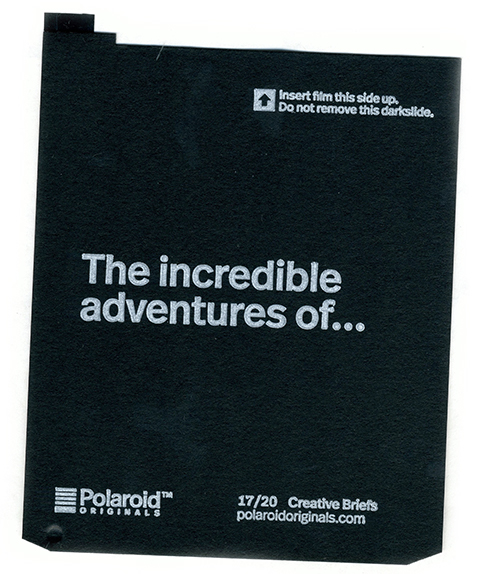 Insert film this side up.
Do not remove this darkslide.
The incredible
adventures of...
Polaroid™
ORIGINALS
17/20 Creative Briefs
polaroidoriginals.com